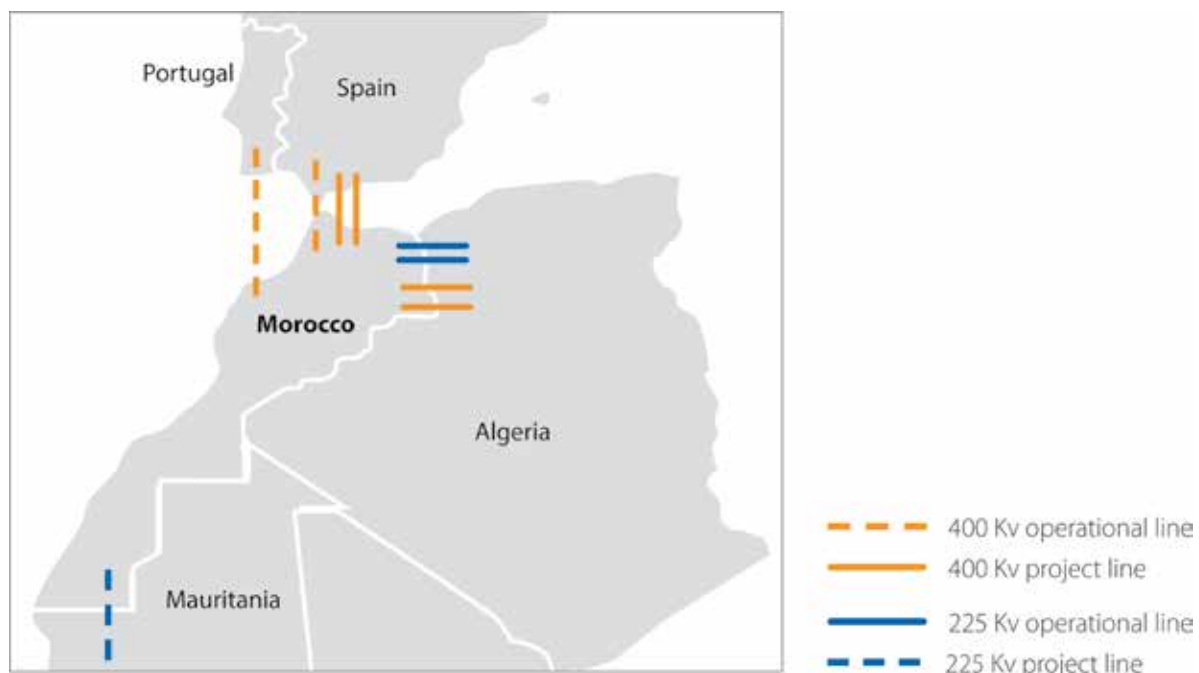 Portugal
Spain
Morocco
Algeria
Mauritania
400 Kv operational line
400 Kv project line
225 Kv operational line
225 Kv project line